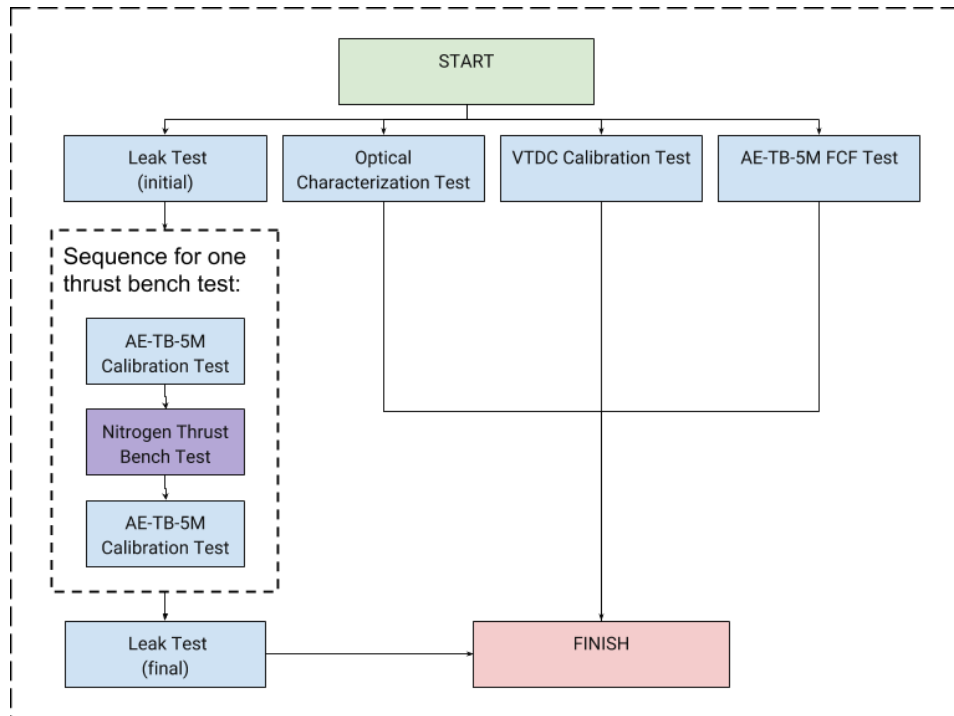 START
Leak Test
(initial)
Optical
Characterization Test
VTDC Calibration Test
AE-TB-5M FCF Test
Sequence for one
thrust bench test:
AE-TB-5M
Calibration Test
Nitrogen Thrust
Bench Test
AE-TB-5M
Calibration Test
Leak Test
(final)
FINISH